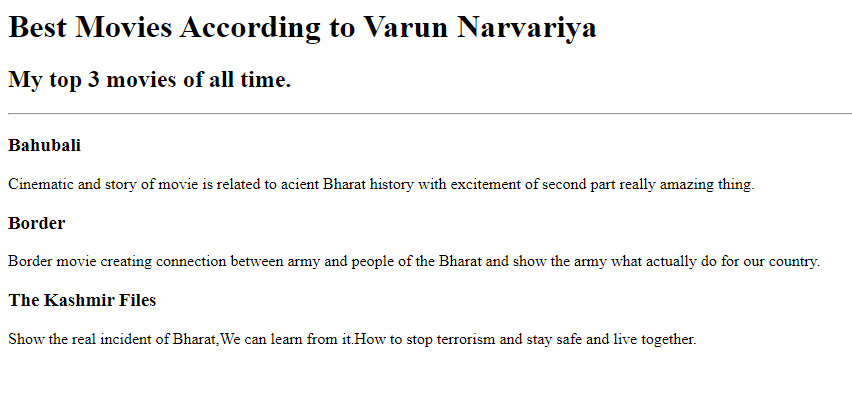 Best Movies According to Varun Narvariya
My top 3 movies of all time.
Bahubali
Cinematic and story of movie is related to acient Bharat history with excitement of second part really amazing thing.
Border
Border movie creating connection between army and people of the Bharat and show the army what actually do for our country.
The Kashmir Files
Show the real incident of Bharat,We can learn from it.How to stop terrorism and stay safe and live together.